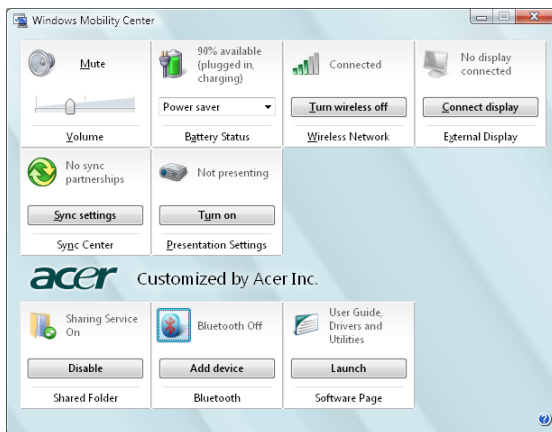 Windows Mobility Center
Mute
Volume
90% available
(plugged in,
charging)
Power saver
Battery Status
Connected
Turn wireless off
Wireless Network
No display
connected
Connect display
External Display
No sync
partnerships
Sync settings
Sync Center
Not presenting
Turn on
Presentation Settings
acer Customized by Acer Inc.
Sharing Service
On
Disable
Shared Folder
Bluetooth Off
Add device
Bluetooth
User Guide,
Drivers and
Utilities
Launch
Software Page